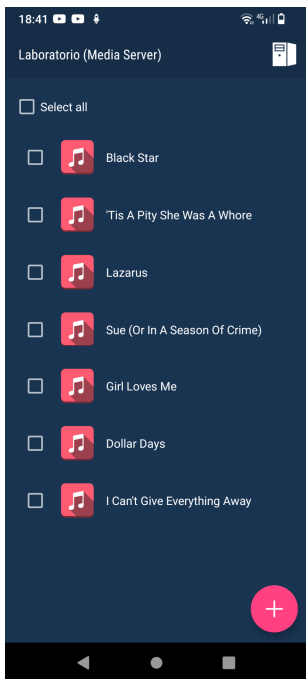 18:41
4G
Laboratorio (Media Server)
Select all
Black Star
'Tis A Pity She Was A Whore
Lazarus
Sue (Or In A Season Of Crime)
Girl Loves Me
Dollar Days
I Can't Give Everything Away